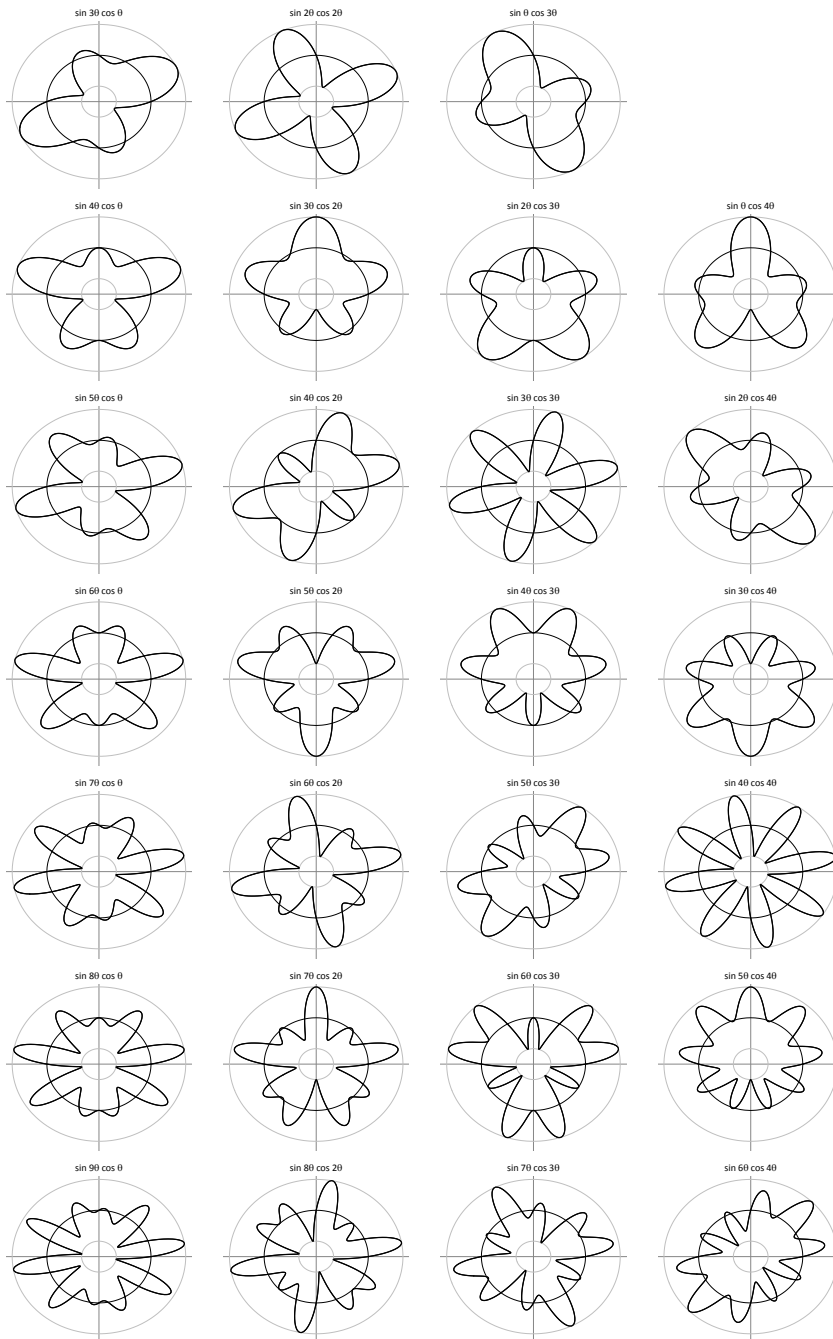 sin 3θ cos θ
sin 2θ cos 2θ
sin θ cos 3θ
sin 4θ cos θ
sin 3θ cos 2θ
sin 2θ cos 3θ
sin θ cos 4θ
sin 5θ cos θ
sin 4θ cos 2θ
sin 3θ cos 3θ
sin 2θ cos 4θ
sin 6θ cos θ
sin 5θ cos 2θ
sin 4θ cos 3θ
sin 3θ cos 4θ
sin 7θ cos θ
sin 6θ cos 2θ
sin 5θ cos 3θ
sin 4θ cos 4θ
sin 8θ cos θ
sin 7θ cos 2θ
sin 6θ cos 3θ
sin 5θ cos 4θ
sin 9θ cos θ
sin 8θ cos 2θ
sin 7θ cos 3θ
sin 6θ cos 4θ